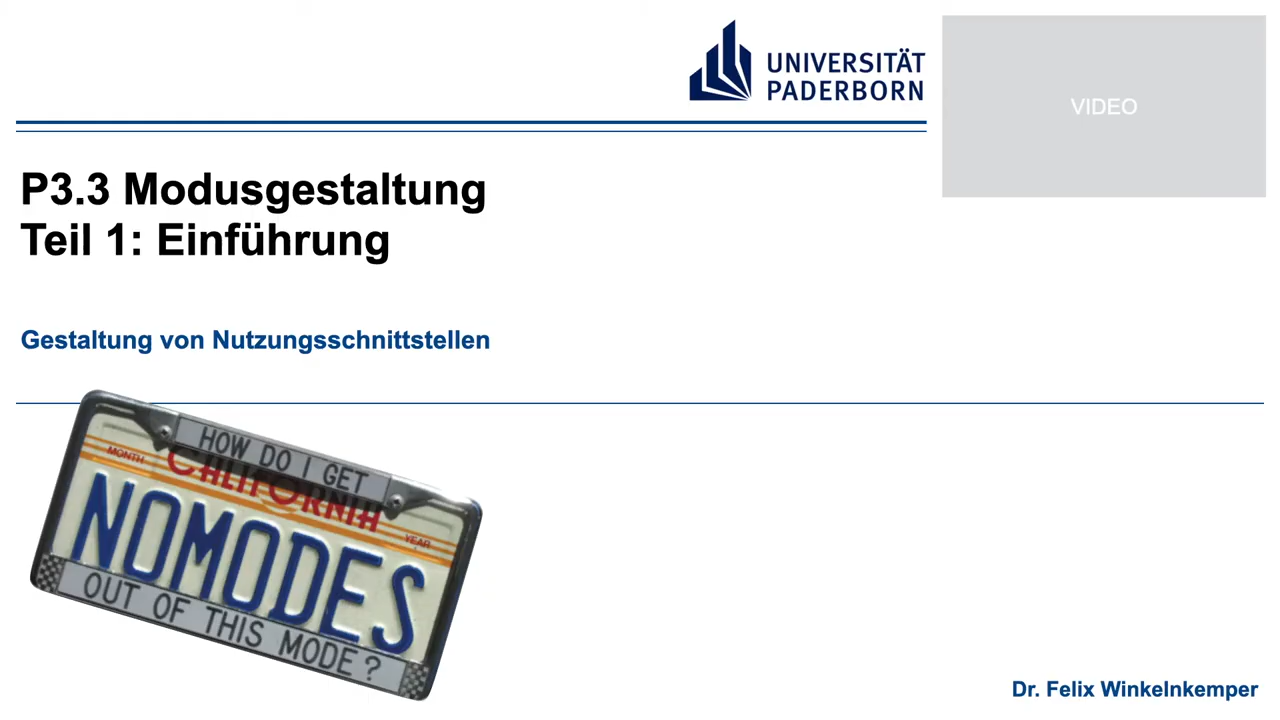 UNIVERSITÄT
PADERBORN
VIDEO
P3.3 Modusgestaltung
Teil 1: Einführung
Gestaltung von Nutzungsschnittstellen
HOW DO I GET
MONTH
CALIFORNIA
YEAR
NOMODES
OUT OF THIS MODE?
Dr. Felix Winkelnkemper